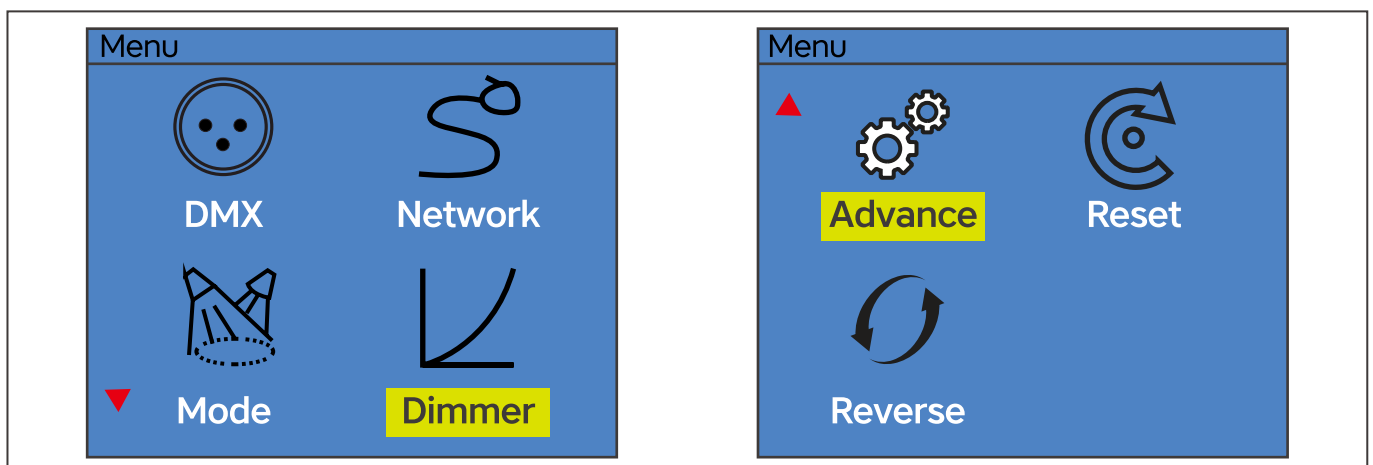 Menu
DMX
Network
Mode
Dimmer
Menu
Advance
Reset
Reverse